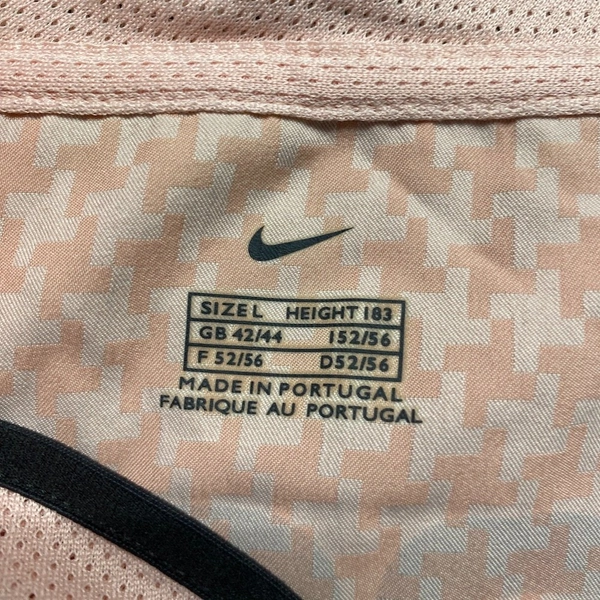 SIZE L HEIGHT 183
GB 42/44 I52/56
F 52/56 D52/56
MADE IN PORTUGAL
FABRIQUE AU PORTUGAL